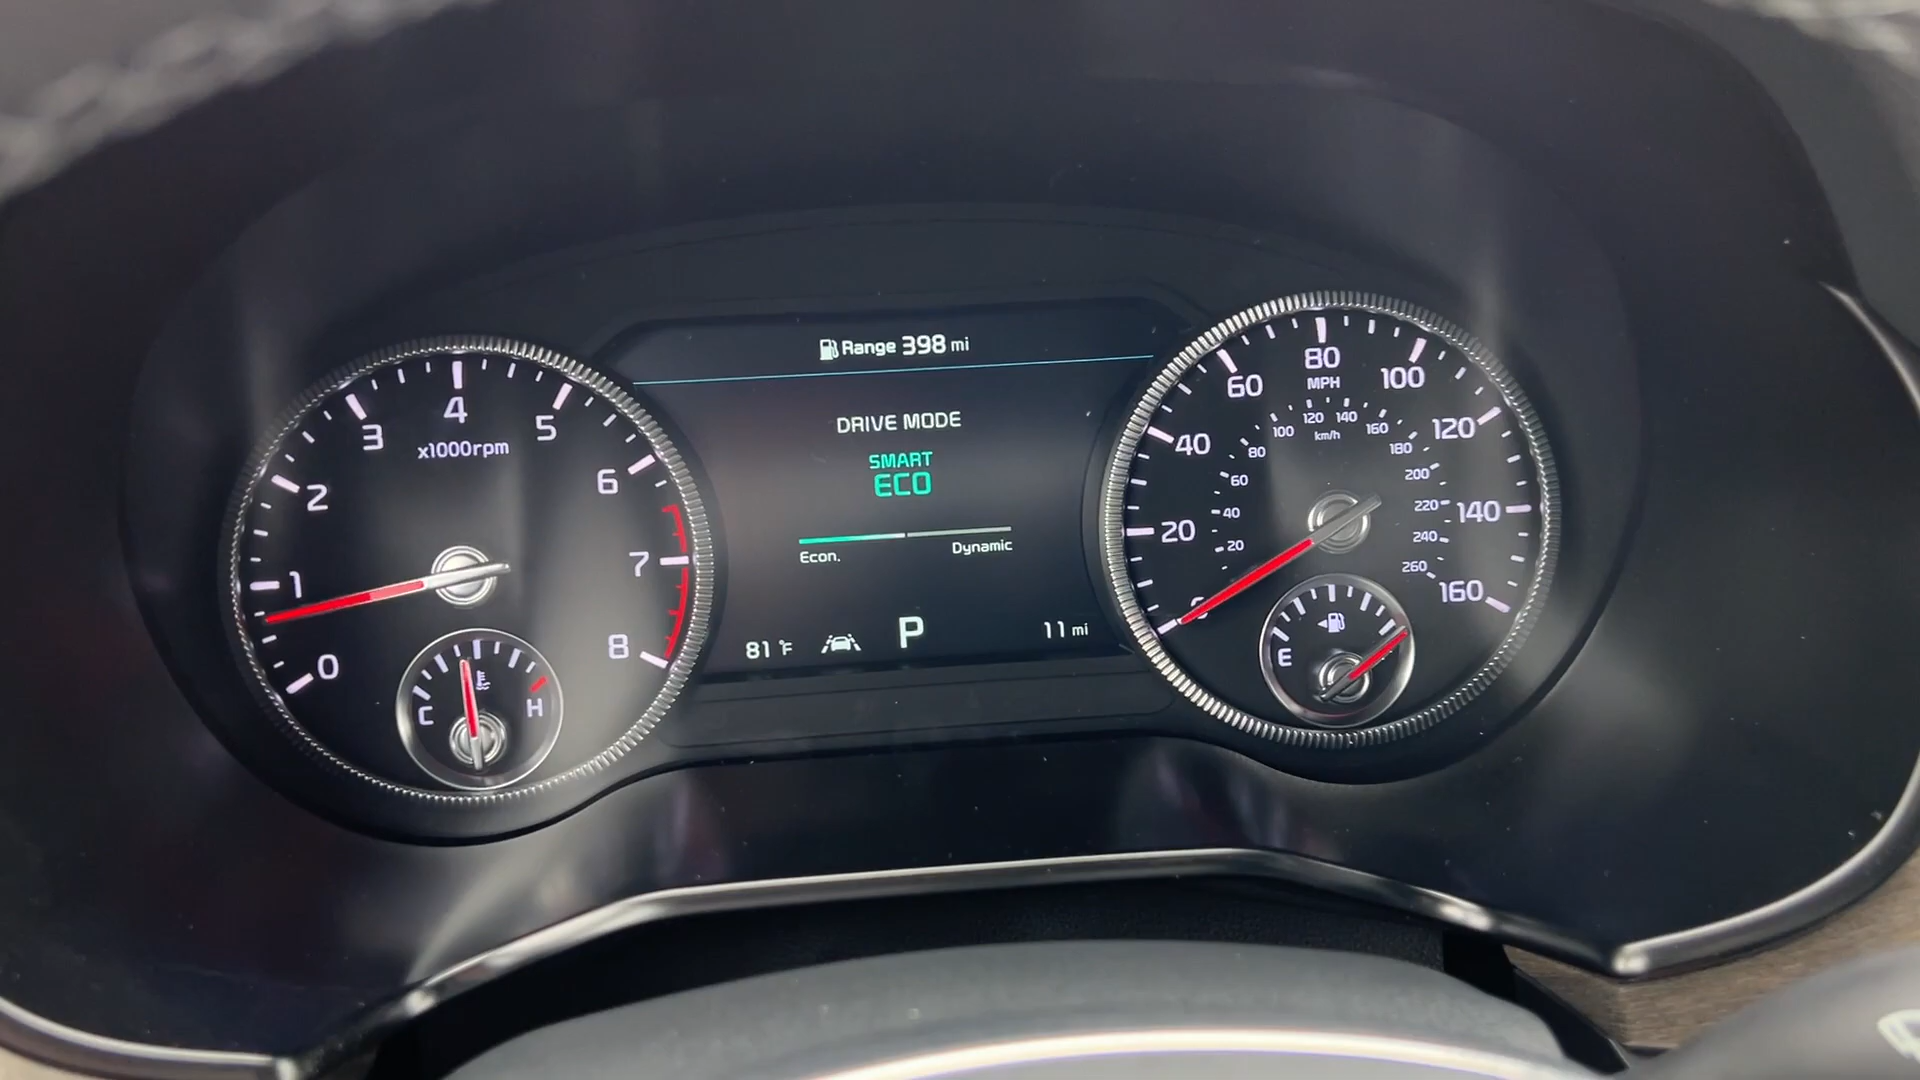 Range 398 mi
DRIVE MODE
SMART
ECO
Econ.
Dynamic
81°F
P
11 mi
0
1
2
3
4
5
6
7
8
x1000rpm
C
H
20
40
60
80
100
120
140
160
MPH
20
40
60
80
100
120
140
160
180
200
220
240
260
km/h
E